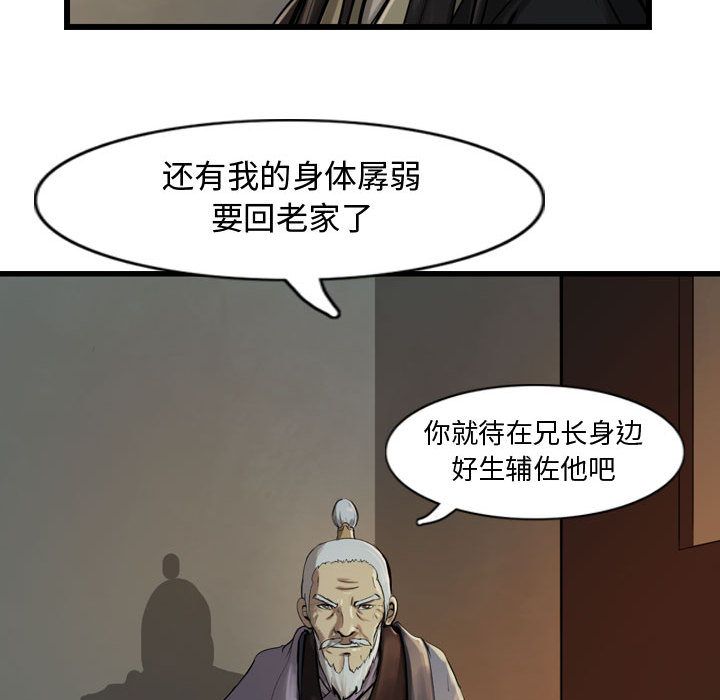 还有我的身体孱弱
要回老家了
你就待在兄长身边
好生辅佐他吧